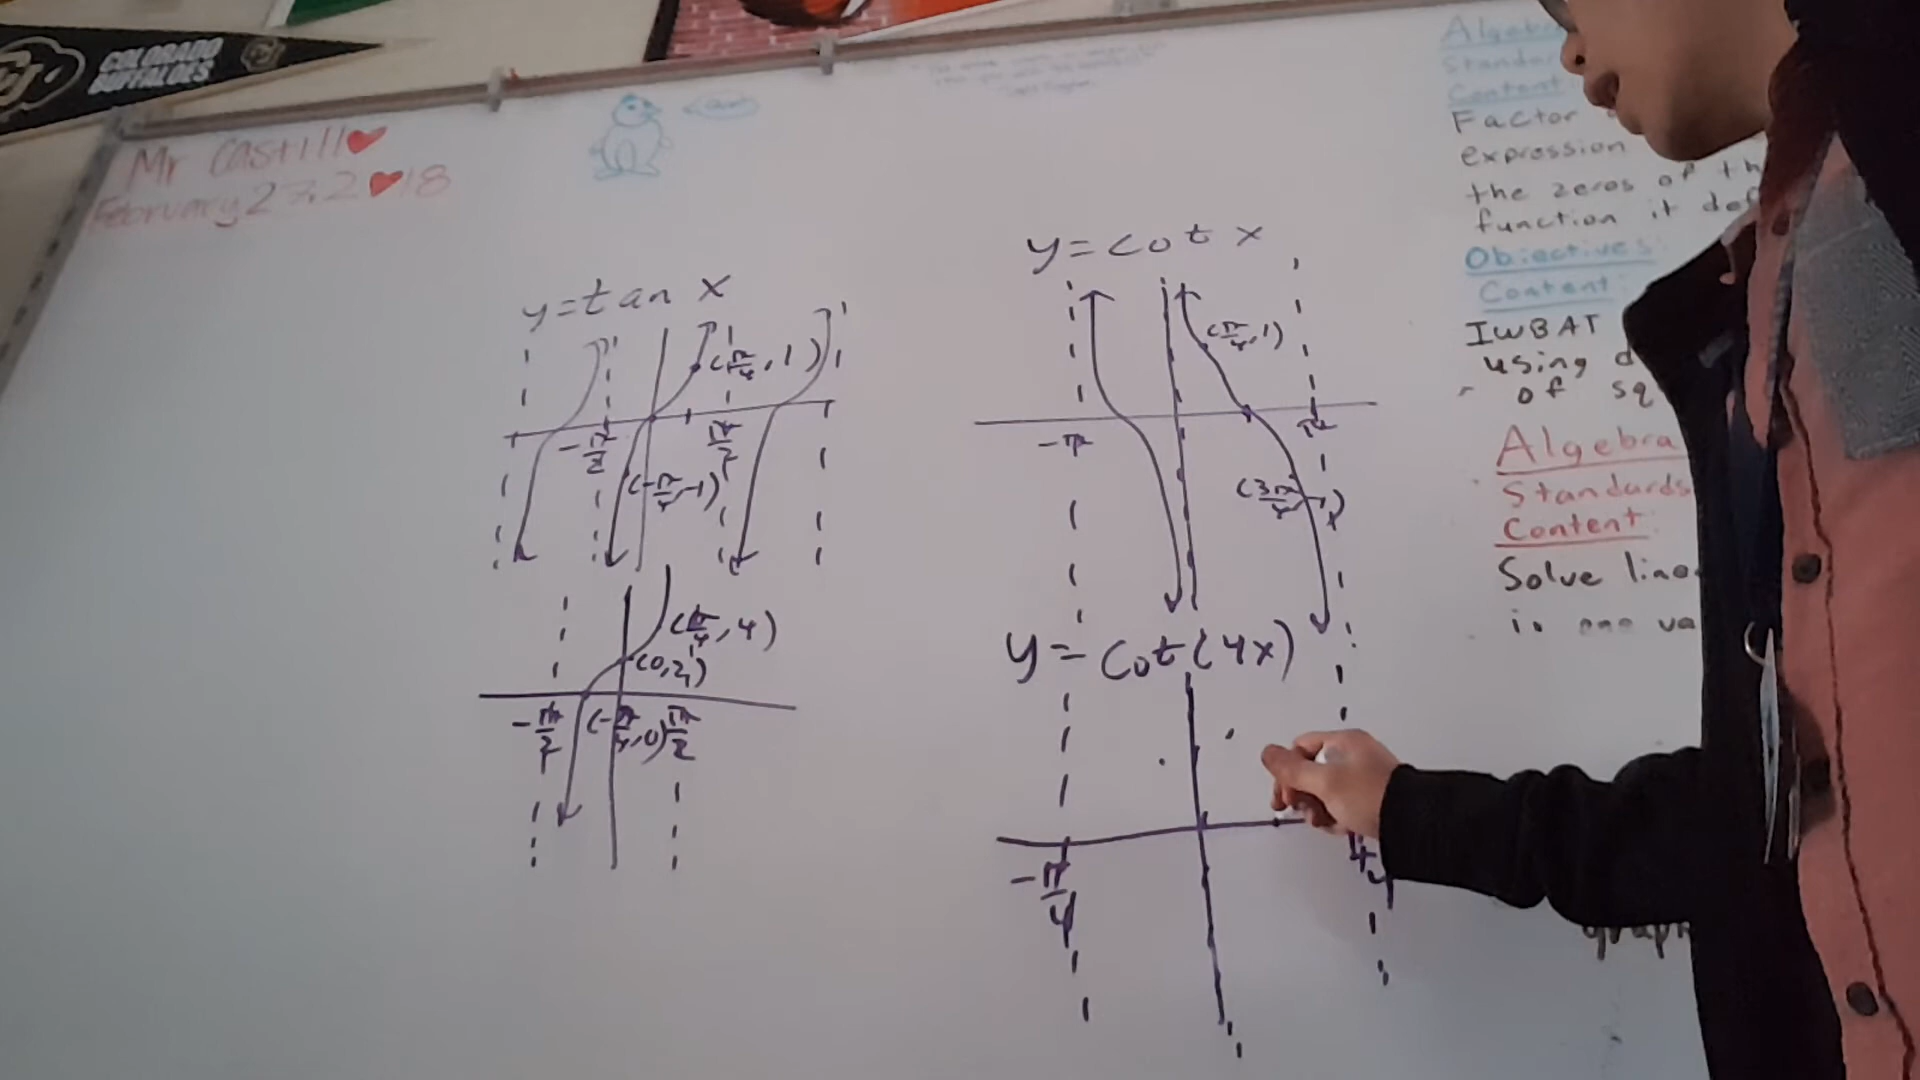 COLORADO
BUFFALOES
Mr Castillo
February 27, 2018
y = tan x
(π/4, 1)
-π/2
π/2
(-π/4, -1)
(π/4, 4)
(0, 2)
-π/2
(-π/4, 0)
π/2
y = cot x
(π/4, 1)
-π
π
(3π/4, -1)
y = cot(4x)
-π/4
Algebra
Standar
Content
Factor
expression
the zeros of th
function it def
Objectives:
Content:
IWBAT
using d
of sq
Algebra
Standards
Content:
Solve line
in one va
graph